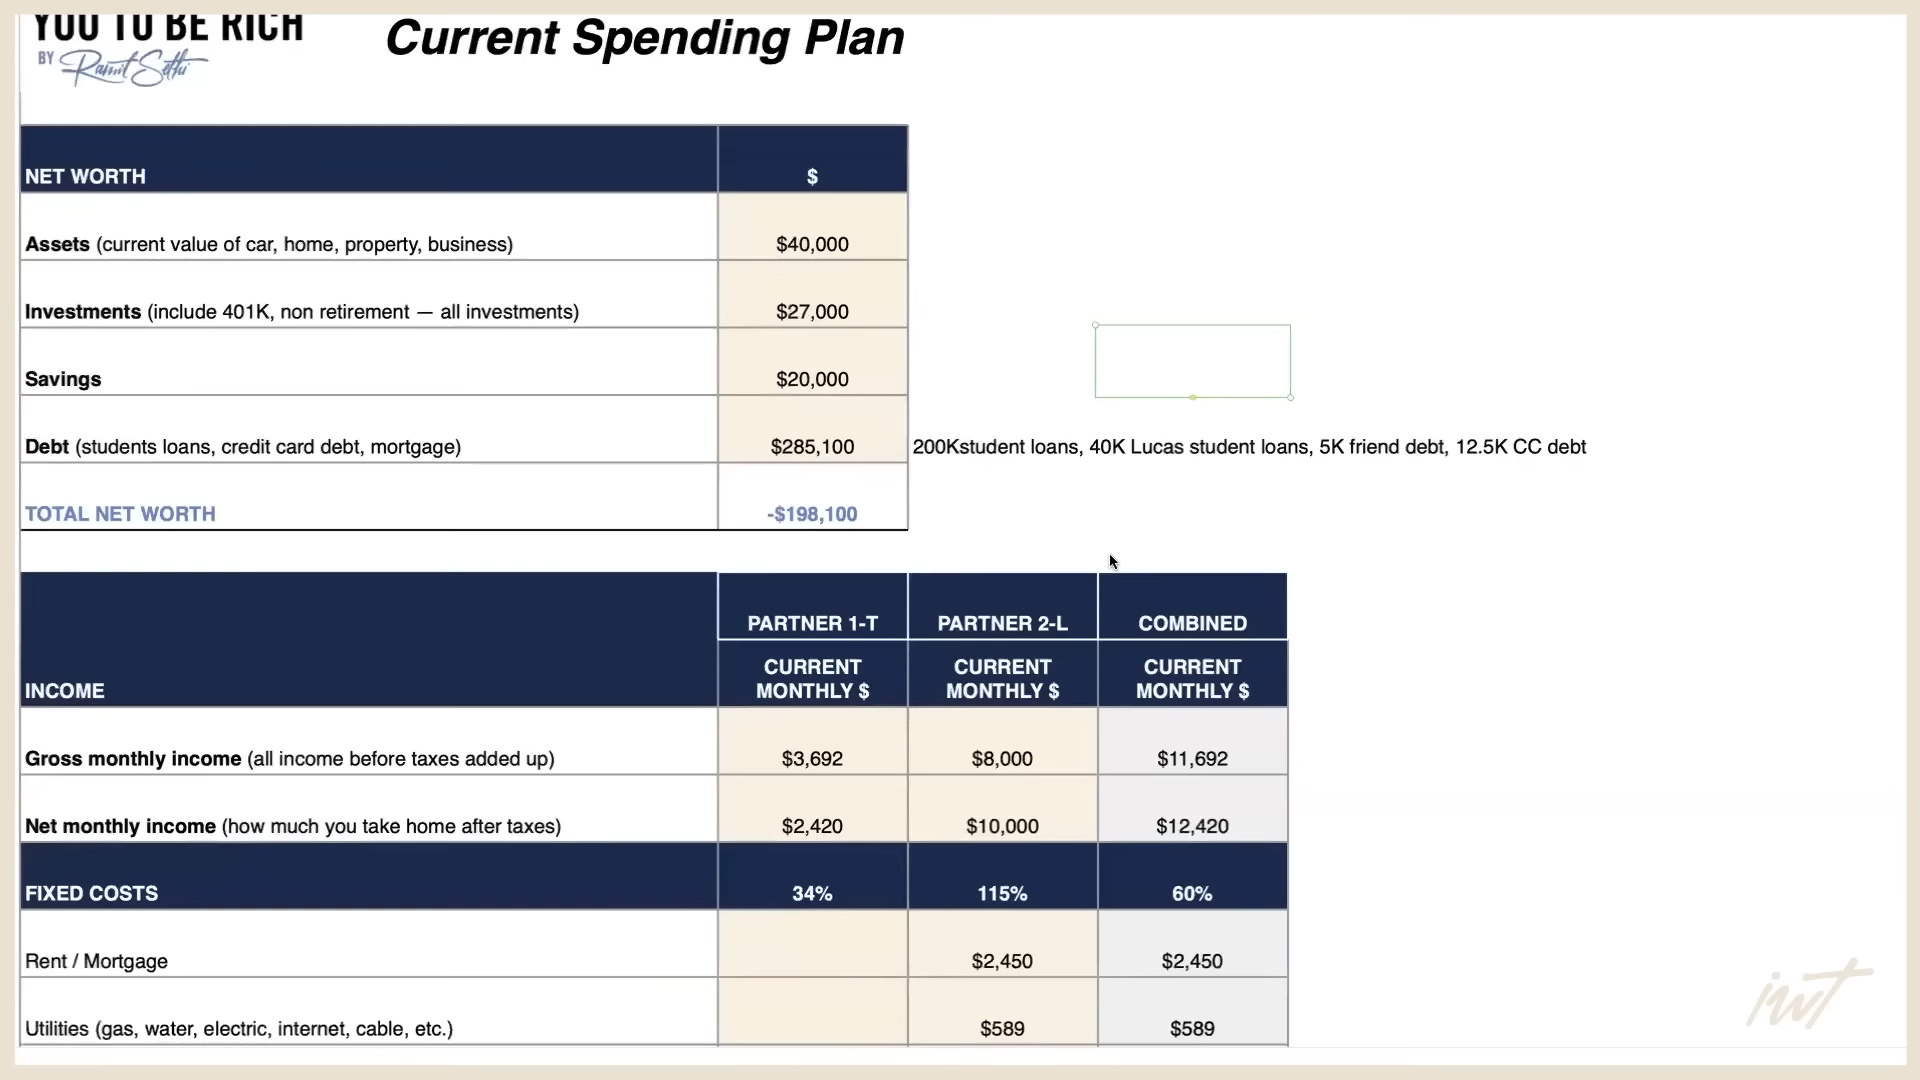 YOU TO BE RICH
BY Ramit Sethi
Current Spending Plan
NET WORTH $
Assets (current value of car, home, property, business) $40,000
Investments (include 401K, non retirement — all investments) $27,000
Savings $20,000
Debt (students loans, credit card debt, mortgage) $285,100 200Kstudent loans, 40K Lucas student loans, 5K friend debt, 12.5K CC debt
TOTAL NET WORTH -$198,100
PARTNER 1-T PARTNER 2-L COMBINED
INCOME CURRENT MONTHLY $ CURRENT MONTHLY $ CURRENT MONTHLY $
Gross monthly income (all income before taxes added up) $3,692 $8,000 $11,692
Net monthly income (how much you take home after taxes) $2,420 $10,000 $12,420
FIXED COSTS 34% 115% 60%
Rent / Mortgage $2,450 $2,450
Utilities (gas, water, electric, internet, cable, etc.) $589 $589
iwt